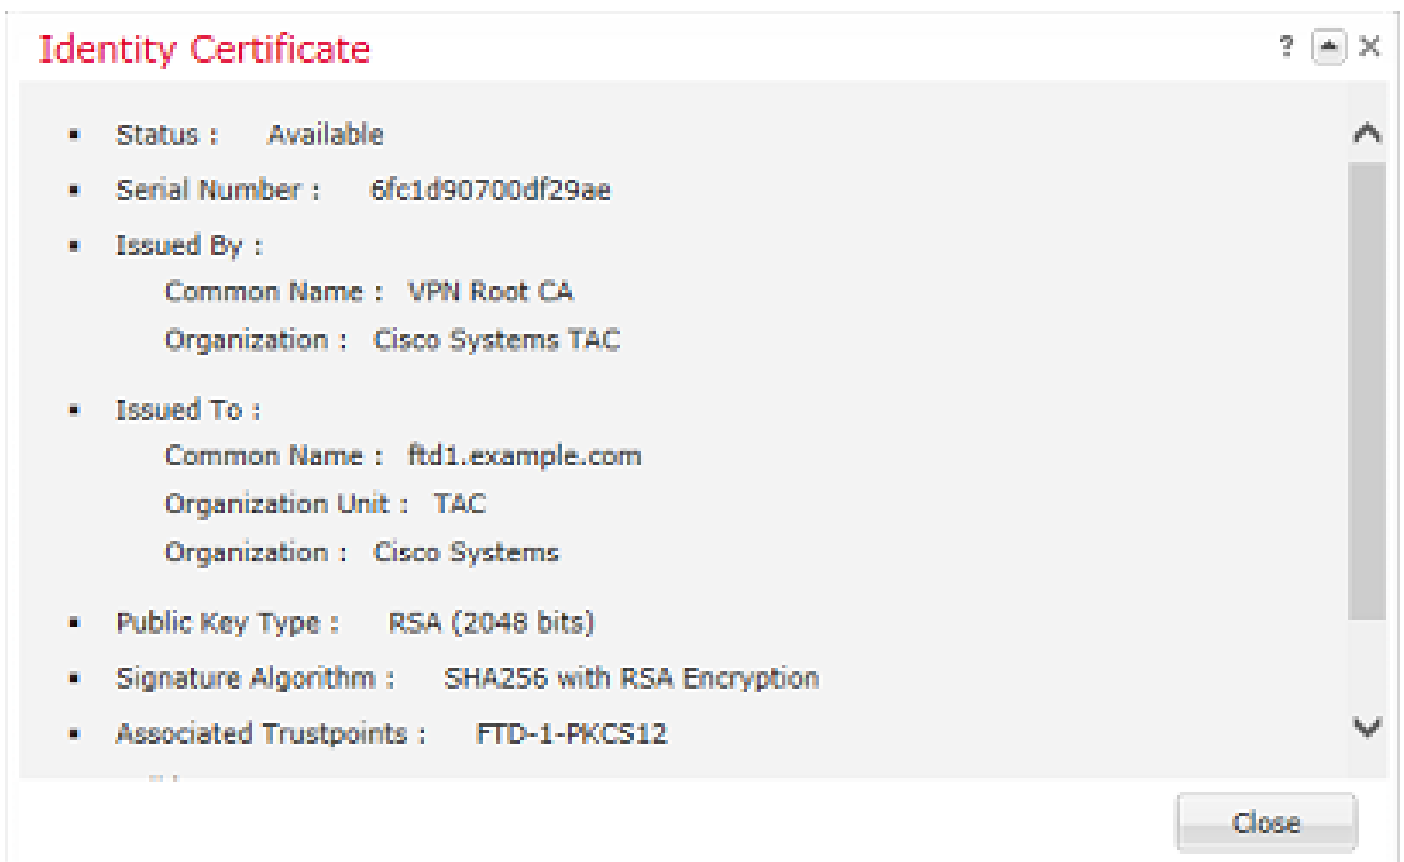 Identity Certificate ? ×
▪ Status : Available
▪ Serial Number : 6fc1d90700df29ae
▪ Issued By :
Common Name : VPN Root CA
Organization : Cisco Systems TAC
▪ Issued To :
Common Name : ftd1.example.com
Organization Unit : TAC
Organization : Cisco Systems
▪ Public Key Type : RSA (2048 bits)
▪ Signature Algorithm : SHA256 with RSA Encryption
▪ Associated Trustpoints : FTD-1-PKCS12
Close